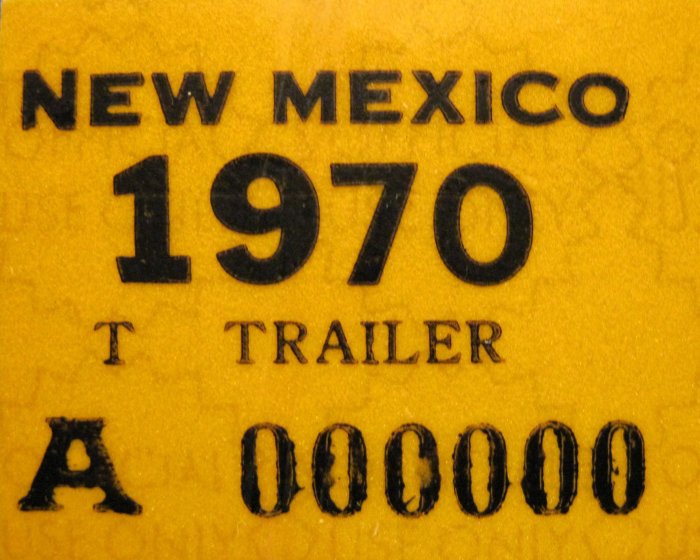 NEW MEXICO
1970
T TRAILER
A 000000